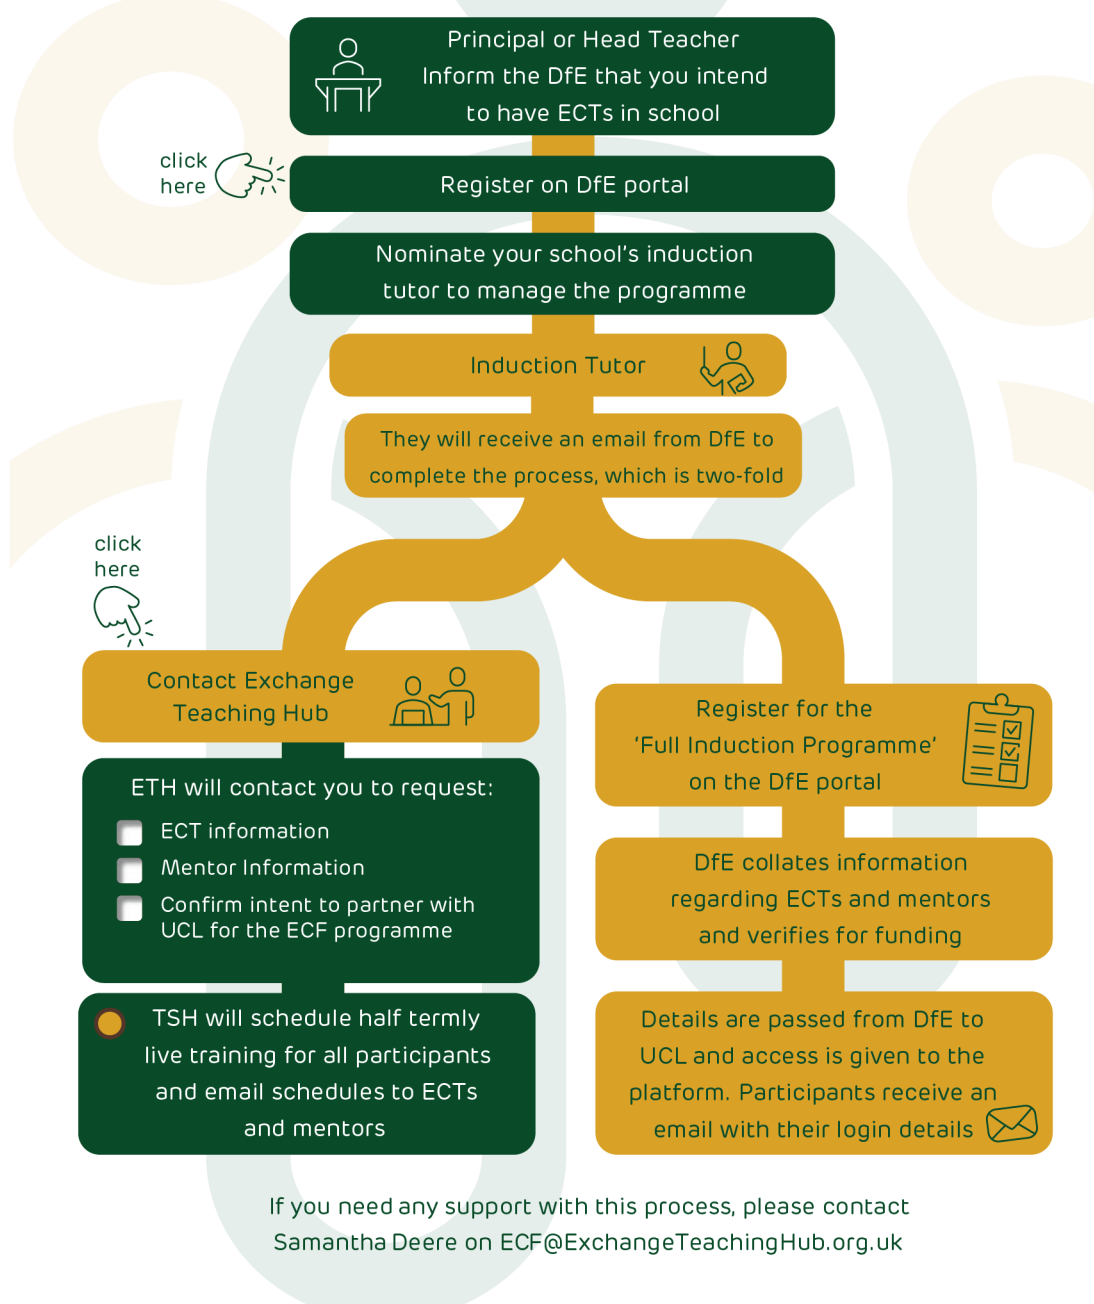 Principal or Head Teacher
Inform the DfE that you intend
to have ECTs in school
click
here
Register on DfE portal
Nominate your school's induction
tutor to manage the programme
Induction Tutor
They will receive an email from DfE to
complete the process, which is two-fold
click
here
Contact Exchange
Teaching Hub
ETH will contact you to request:
ECT information
Mentor Information
Confirm intent to partner with
UCL for the ECF programme
TSH will schedule half termly
live training for all participants
and email schedules to ECTs
and mentors
Register for the
'Full Induction Programme'
on the DfE portal
DfE collates information
regarding ECTs and mentors
and verifies for funding
Details are passed from DfE to
UCL and access is given to the
platform. Participants receive an
email with their login details
If you need any support with this process, please contact
Samantha Deere on ECF@ExchangeTeachingHub.org.uk